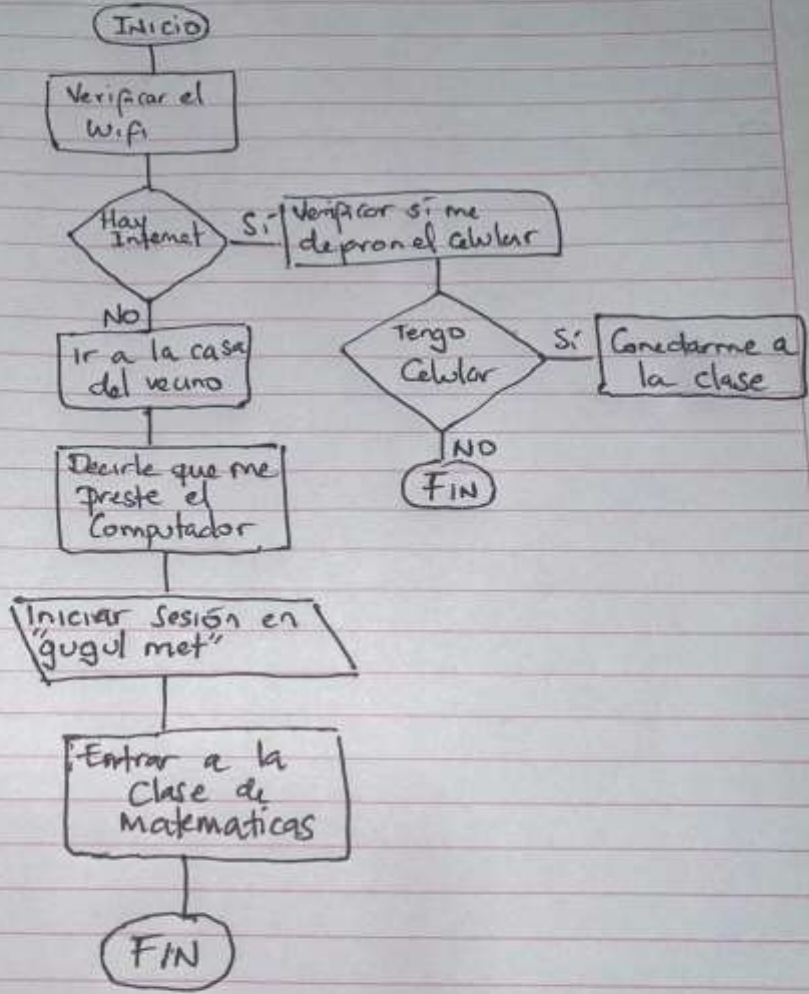 INICIO
Verificar el
Wifi
Hay
Internet
Sí
Verificar si me
depron el celular
NO
Tengo
Celular
Sí
Conectarme a
la clase
NO
FIN
ir a la casa
del vecino
Decirle que me
preste el
Computador
Iniciar Sesión en
"gugul met"
Entrar a la
Clase de
Matematicas
FIN